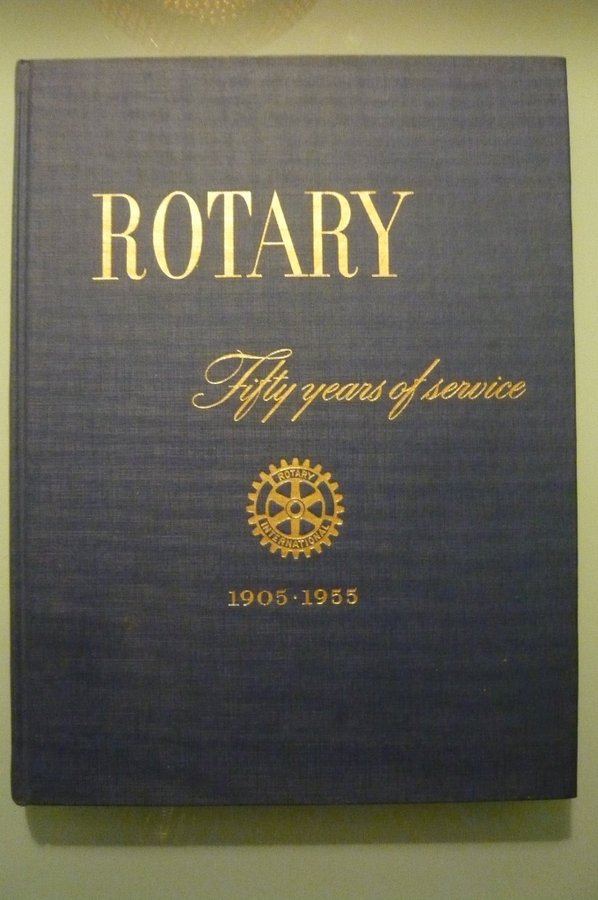 ROTARY
Fifty years of service
ROTARY
INTERNATIONAL
1905·1955